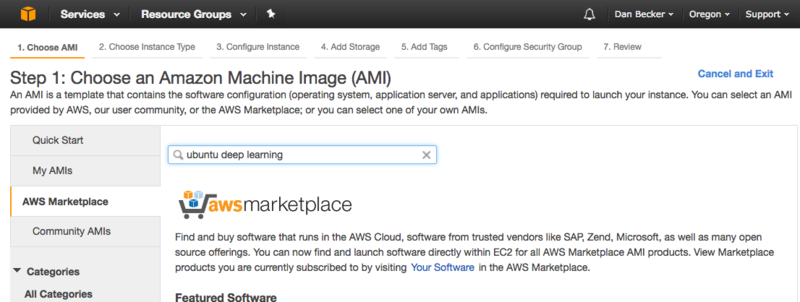 Services Resource Groups Dan Becker Oregon Support
1. Choose AMI 2. Choose Instance Type 3. Configure Instance 4. Add Storage 5. Add Tags 6. Configure Security Group 7. Review
Step 1: Choose an Amazon Machine Image (AMI)
Cancel and Exit
An AMI is a template that contains the software configuration (operating system, application server, and applications) required to launch your instance. You can select an AMI
provided by AWS, our user community, or the AWS Marketplace; or you can select one of your own AMIs.
Quick Start
My AMIs
AWS Marketplace
Community AMIs
Categories
All Categories
ubuntu deep learning
awsmarketplace
Find and buy software that runs in the AWS Cloud, software from trusted vendors like SAP, Zend, Microsoft, as well as many open
source offerings. You can now find and launch software directly within EC2 for all AWS Marketplace AMI products. View Marketplace
products you are currently subscribed to by visiting Your Software in the AWS Marketplace.
Featured Software